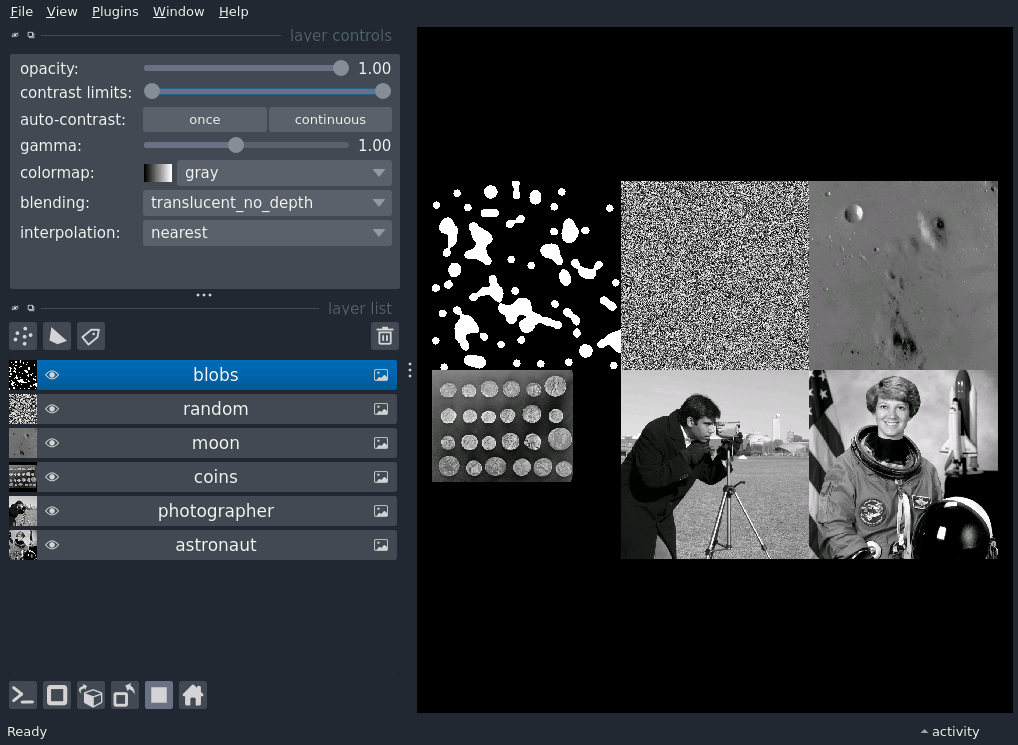 File View Plugins Window Help
layer controls
opacity: 1.00
contrast limits:
auto-contrast: once continuous
gamma: 1.00
colormap: gray
blending: translucent_no_depth
interpolation: nearest
layer list
blobs
random
moon
coins
photographer
astronaut
Ready
activity